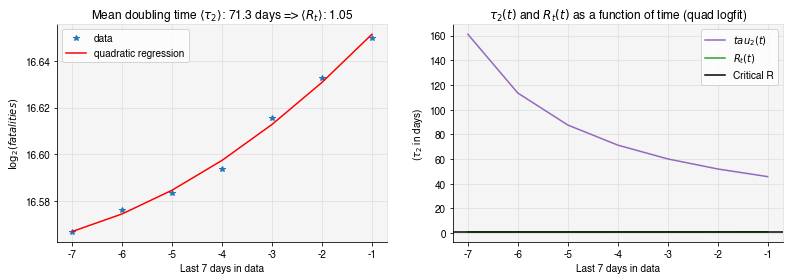 Mean doubling time ⟨τ₂⟩: 71.3 days => ⟨Rₜ⟩: 1.05
data
quadratic regression
log₂(fatalities)
16.64
16.62
16.60
16.58
-7 -6 -5 -4 -3 -2 -1
Last 7 days in data
τ₂(t) and Rₜ(t) as a function of time (quad logfit)
tau₂(t)
Rₜ(t)
Critical R
(τ₂ in days)
160
140
120
100
80
60
40
20
0
-7 -6 -5 -4 -3 -2 -1
Last 7 days in data